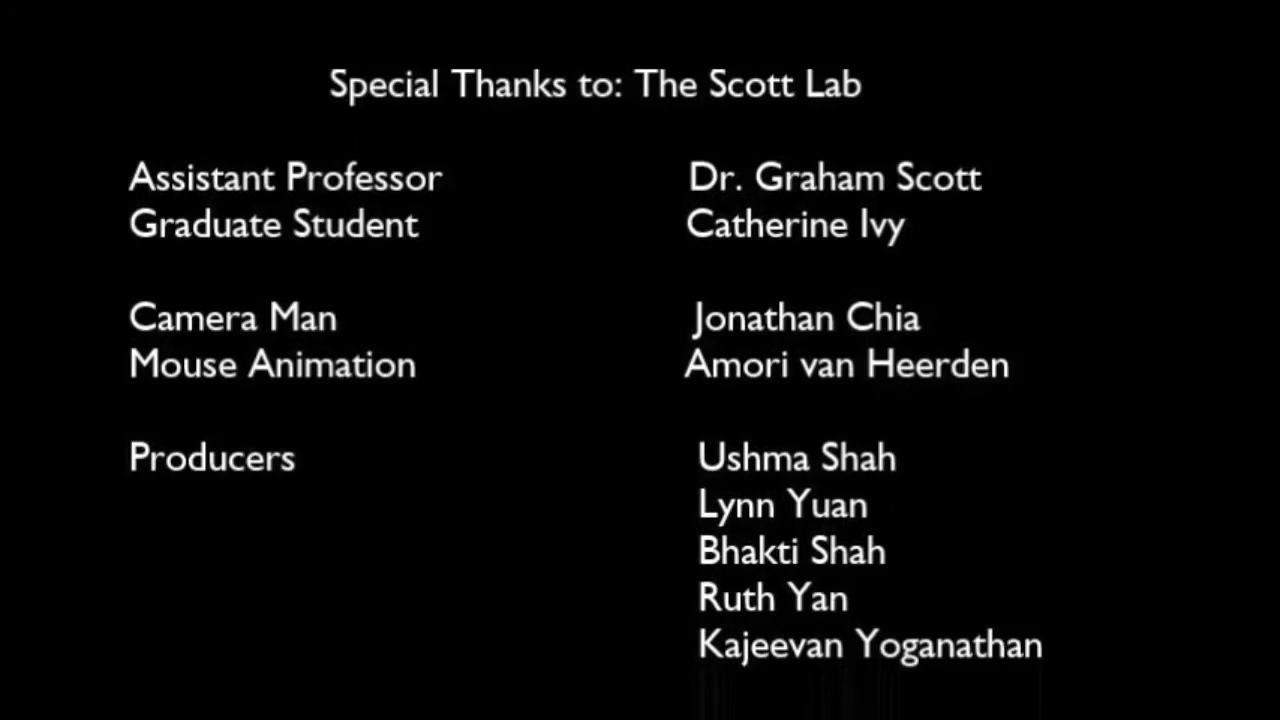 Special Thanks to: The Scott Lab
Assistant Professor Dr. Graham Scott
Graduate Student Catherine Ivy
Camera Man Jonathan Chia
Mouse Animation Amori van Heerden
Producers Ushma Shah
Lynn Yuan
Bhakti Shah
Ruth Yan
Kajeevan Yoganathan